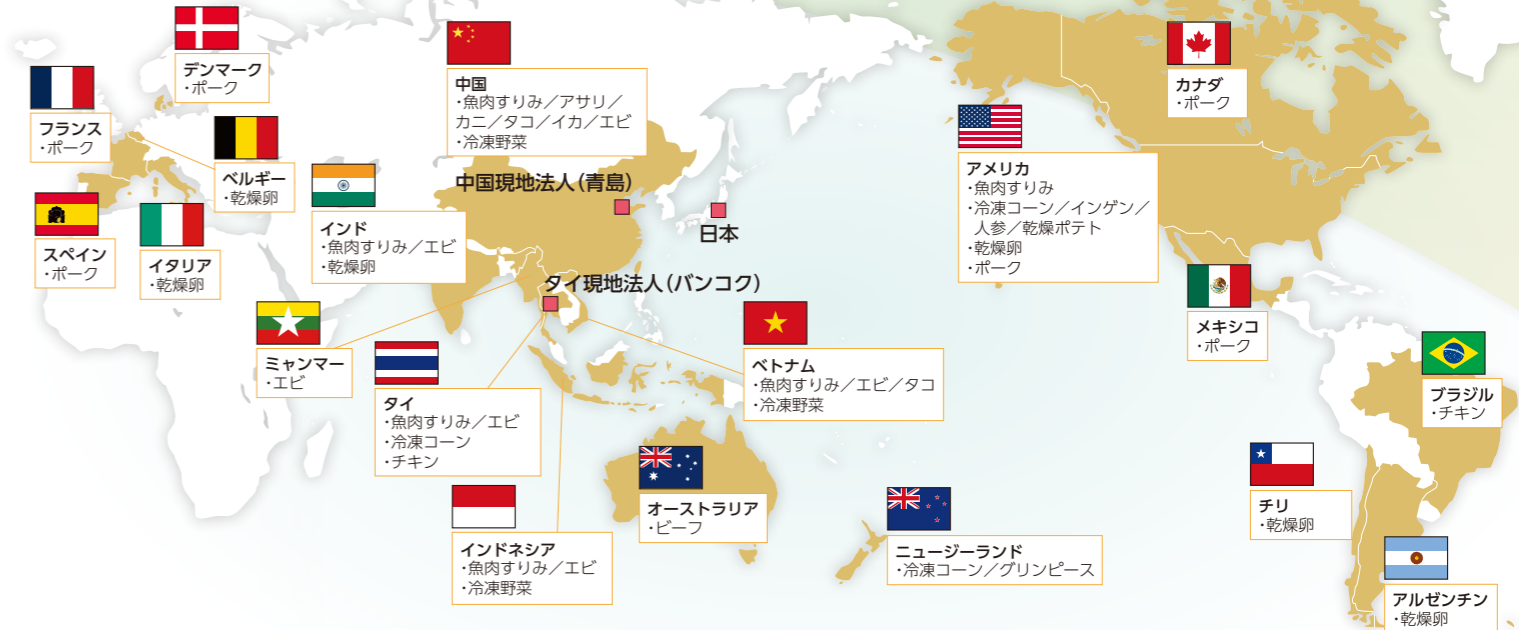 デンマーク
・ポーク
フランス
・ポーク
ベルギー
・乾燥卵
スペイン
・ポーク
イタリア
・乾燥卵
中国
・魚肉すりみ／アサリ／
カニ／タコ／イカ／エビ
・冷凍野菜
中国現地法人（青島）
日本
インド
・魚肉すりみ／エビ
・乾燥卵
タイ現地法人（バンコク）
ミャンマー
・エビ
タイ
・魚肉すりみ／エビ
・冷凍コーン
・チキン
ベトナム
・魚肉すりみ／エビ／タコ
・冷凍野菜
インドネシア
・魚肉すりみ／エビ
・冷凍野菜
オーストラリア
・ビーフ
ニュージーランド
・冷凍コーン／グリンピース
カナダ
・ポーク
アメリカ
・魚肉すりみ
・冷凍コーン／インゲン／
人参／乾燥ポテト
・乾燥卵
・ポーク
メキシコ
・ポーク
ブラジル
・チキン
チリ
・乾燥卵
アルゼンチン
・乾燥卵